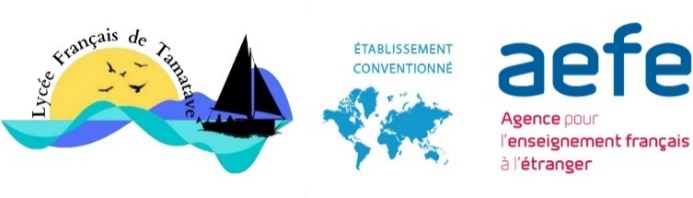 Lycée Français de Tamatave
ÉTABLISSEMENT
CONVENTIONNÉ
aefe
Agence pour
l'enseignement français
à l'étranger